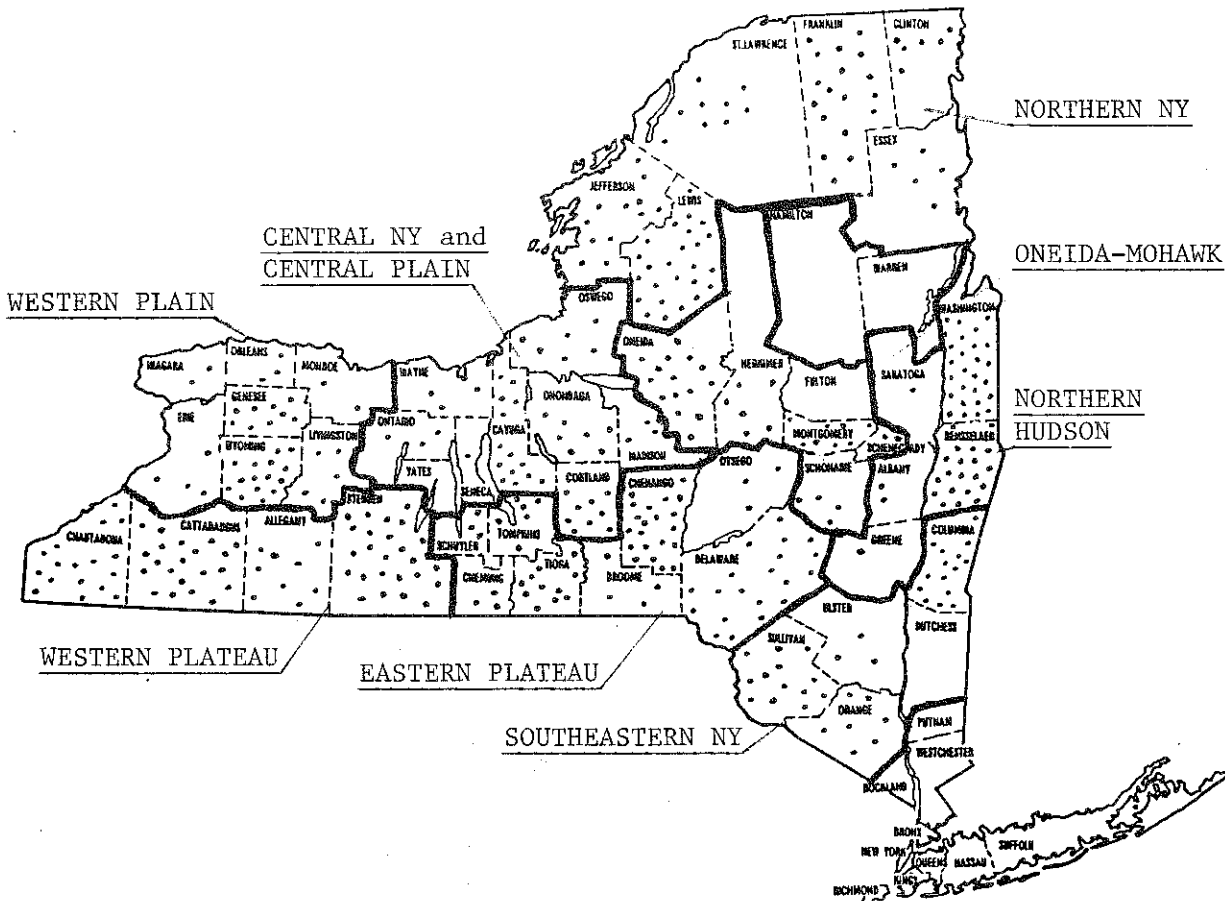 ST.LAWRENCE
FRANKLIN
CLINTON
NORTHERN NY
ESSEX
JEFFERSON
LEWIS
HAMILTON
CENTRAL NY and
CENTRAL PLAIN
WARREN
ONEIDA-MOHAWK
WESTERN PLAIN
OSWEGO
WASHINGTON
ONEIDA
HERKIMER
NIAGARA
ORLEANS
MONROE
WAYNE
FULTON
SARATOGA
GENESEE
ONONDAGA
ERIE
ONTARIO
CAYUGA
NORTHERN
HUDSON
WYOMING
LIVINGSTON
MONTGOMERY
SCHENECTADY
RENSSELAER
MADISON
OTSEGO
SCHOHARIE
ALBANY
YATES
SENECA
CORTLAND
CHENANGO
STEUBEN
CATTARAUGUS
ALLEGANY
CHAUTAUQUA
SCHUYLER
TOMPKINS
GREENE
COLUMBIA
DELAWARE
CHEMUNG
TIOGA
BROOME
ULSTER
DUTCHESS
SULLIVAN
WESTERN PLATEAU
EASTERN PLATEAU
ORANGE
PUTNAM
SOUTHEASTERN NY
WESTCHESTER
ROCKLAND
BRONX
NEW YORK
QUEENS
NASSAU
SUFFOLK
KINGS
RICHMOND